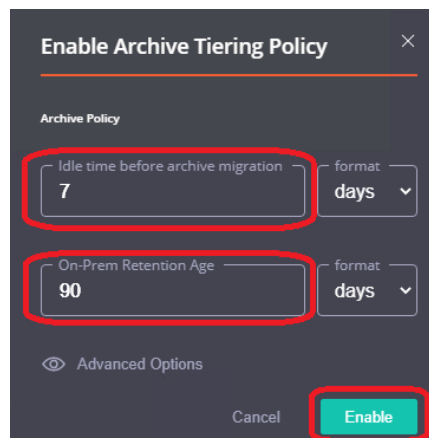 Enable Archive Tiering Policy
Archive Policy
Idle time before archive migration format
7 days
On-Prem Retention Age format
90 days
Advanced Options
Cancel Enable